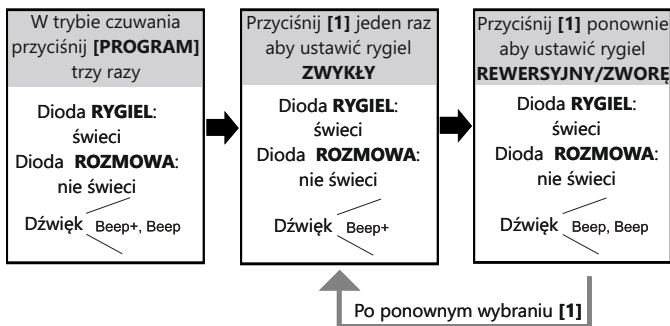 W trybie czuwania
przyciśnij [PROGRAM]
trzy razy
Dioda RYGIEL:
świeci
Dioda ROZMOWA:
nie świeci
Dźwięk Beep+, Beep
Przyciśnij [1] jeden raz
aby ustawić rygiel
ZWYKŁY
Dioda RYGIEL:
świeci
Dioda ROZMOWA:
nie świeci
Dźwięk Beep+
Przyciśnij [1] ponownie
aby ustawić rygiel
REWERSYJNY/ZWORĘ
Dioda RYGIEL:
świeci
Dioda ROZMOWA:
nie świeci
Dźwięk Beep, Beep
Po ponownym wybraniu [1]